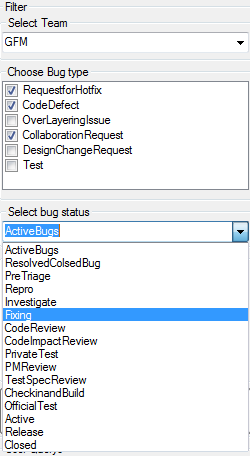 Filter
Select Team
GFM
Choose Bug type
RequestforHotfix
CodeDefect
OverLayeringIssue
CollaborationRequest
DesignChangeRequest
Test
Select bug status
ActiveBugs
ActiveBugs
ResolvedColsedBug
PreTriage
Repro
Investigate
Fixing
CodeReview
CodeImpactReview
PrivateTest
PMReview
TestSpecReview
CheckinandBuild
OfficialTest
Active
Release
Closed